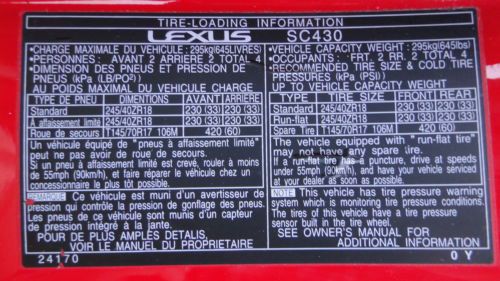 TIRE-LOADING INFORMATION
LEXUS SC430
•CHARGE MAXIMALE DU VEHICULE : 295kg(645LIVRES)
•PERSONNES : AVANT 2 ARRIERE 2 TOTAL 4
•DIMENSION DES PNEUS ET PRESSION DE
PNEUS (kPa (LB/PO²))
AU POIDS MAXIMUM DU VEHICULE CHARGE
TYPE DE PNEU DIMENTIONS AVANT ARRIERE
Standard 245/40ZR18 230 (33) 230 (33)
A affaissement limité 245/40ZR18 230 (33) 230 (33)
Roue de secours T145/70R17 106M 420 (60)
Un véhicule équipé de "pneus à affaissement limité"
peut ne pas avoir de roue de secours.
Si un pneu à affaissement limité est crevé, rouler à moins
de 55mph (90km/h), et faire réparer le véhicule chez un
concessionnaire le plus tôt possible.
REMARQUE Ce véhicule est muni d'un avertisseur de
pression qui contrôle la pression de gonflage des pneus.
Les pneus de ce véhicule sont munis d'un capteur
de pression intégré à la jante.
POUR DE PLUS AMPLES DETAILS,
VOIR LE MANUEL DU PROPRIETAIRE
24170
•VEHICLE CAPACITY WEIGHT : 295kg(645lbs)
•OCCUPANTS : FRT 2 RR. 2 TOTAL 4
•RECOMMENDED TIRE SIZE & COLD TIRE
PRESSURES (kPa (PSI))
UP TO VEHICLE CAPACITY WEIGHT
TYPE TIRE SIZE FRONT REAR
Standard 245/40ZR18 230 (33) 230 (33)
Run-flat 245/40ZR18 230 (33) 230 (33)
Spare Tire T145/70R17 106M 420 (60)
The vehicle equipped with "run-flat tire"
may not have any spare tire.
If a run-flat tire has a puncture, drive at speeds
under 55mph (90km/h), and have your vehicle serviced
at your dealer as soon as possible.
NOTE This vehicle has tire pressure warning
system which is monitoring tire pressure conditions.
The tires of this vehicle have a tire pressure
sensor built in the tire wheel.
SEE OWNER'S MANUAL FOR
ADDITIONAL INFORMATION
0 Y